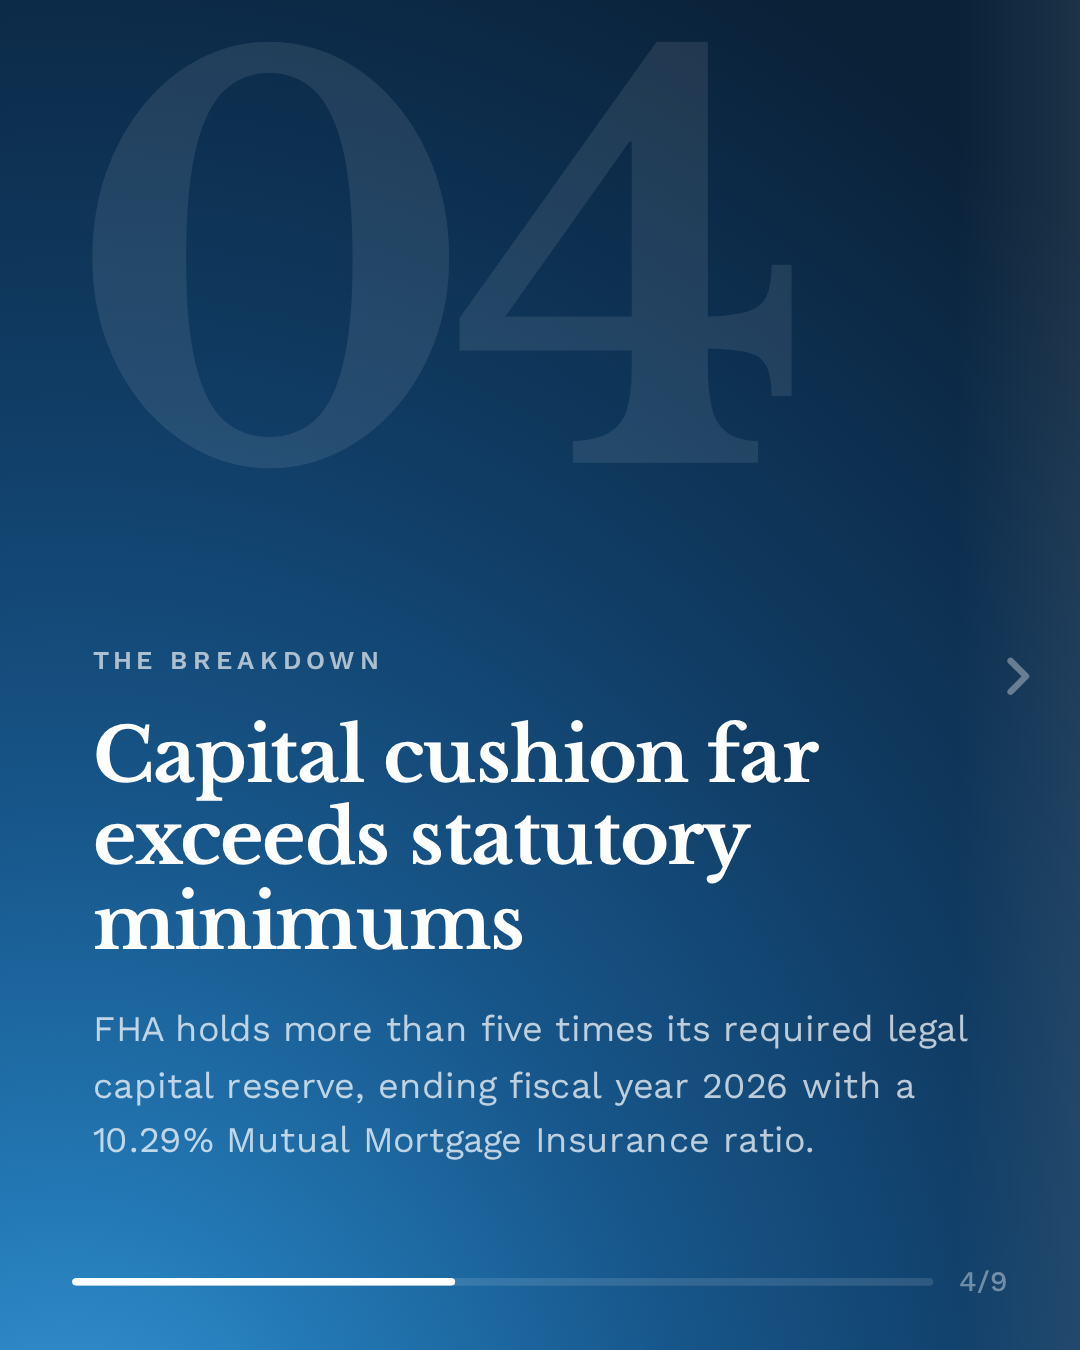 04
THE BREAKDOWN
Capital cushion far
exceeds statutory
minimums
FHA holds more than five times its required legal
capital reserve, ending fiscal year 2026 with a
10.29% Mutual Mortgage Insurance ratio.
4/9